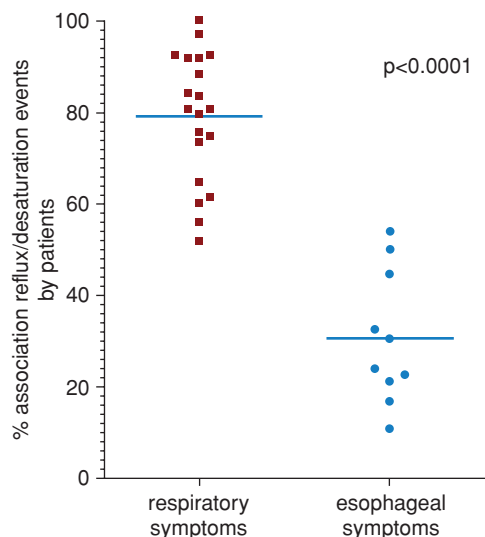 % association reflux/desaturation events
by patients
100
80
60
40
20
0
p<0.0001
respiratory
symptoms
esophageal
symptoms